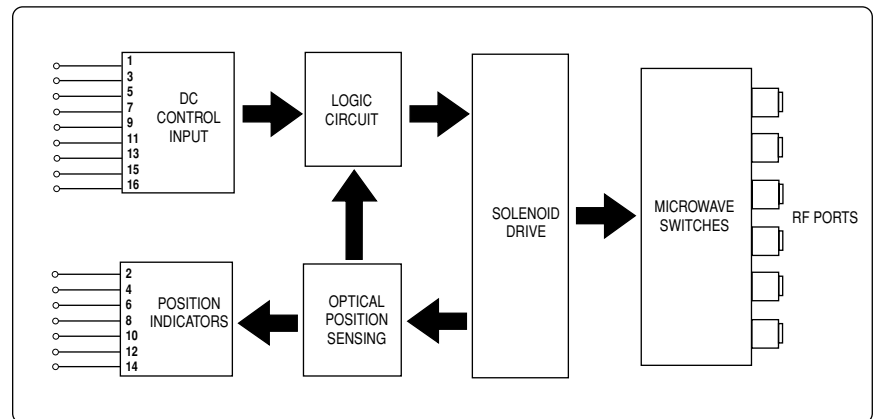 1
3
5
7
9
11
13
15
16
DC
CONTROL
INPUT
LOGIC
CIRCUIT
SOLENOID
DRIVE
MICROWAVE
SWITCHES
RF PORTS
2
4
6
8
10
12
14
POSITION
INDICATORS
OPTICAL
POSITION
SENSING